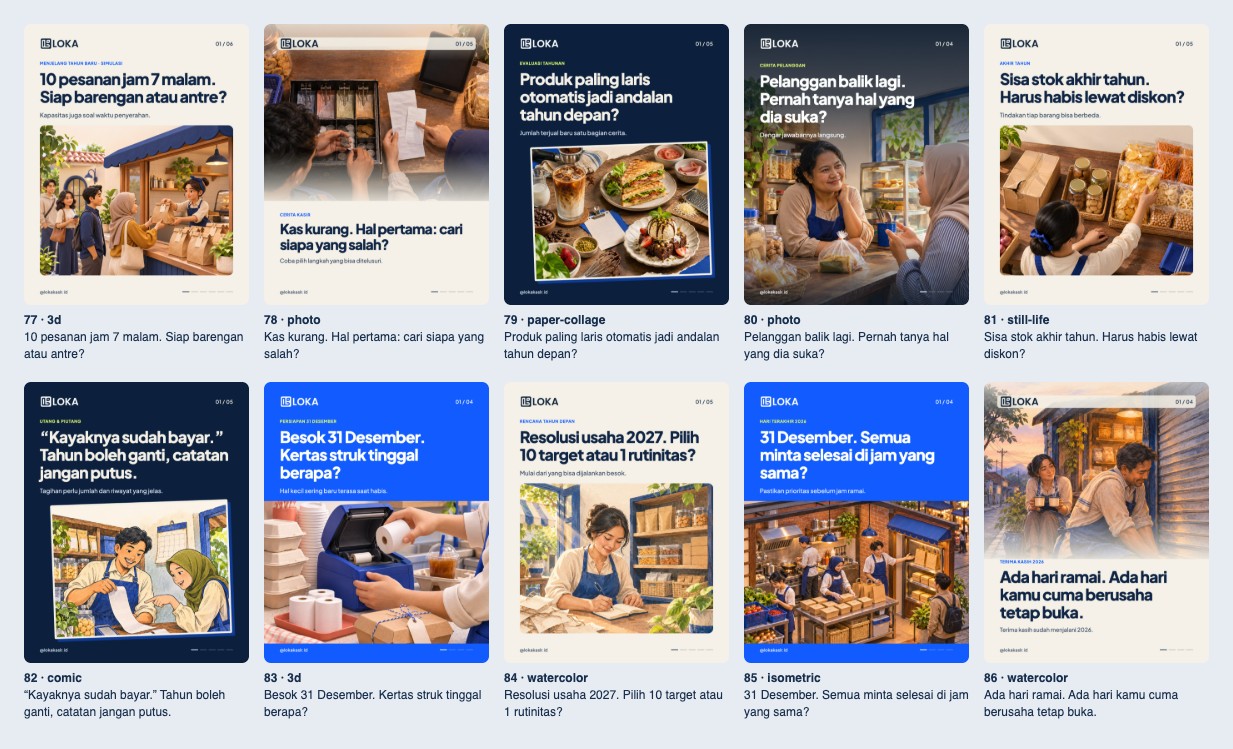 LOKA
01 / 06
MENJELANG TAHUN BARU · SIMULASI
10 pesanan jam 7 malam.
Siap barengan atau antre?
Kapasitas juga soal waktu penyerahan.
77 · 3d
10 pesanan jam 7 malam. Siap barengan
atau antre?
LOKA
01 / 05
CERITA KASIR
Kas kurang. Hal pertama: cari
siapa yang salah?
Coba pilih langkah yang bisa ditelusuri.
78 · photo
Kas kurang. Hal pertama: cari siapa yang
salah?
LOKA
01 / 05
EVALUASI TAHUNAN
Produk paling laris
otomatis jadi andalan
tahun depan?
Jumlah terjual baru satu bagian cerita.
79 · paper-collage
Produk paling laris otomatis jadi andalan
tahun depan?
LOKA
01 / 04
CERITA PELANGGAN
Pelanggan balik lagi.
Pernah tanya hal yang
dia suka?
Dengar jawabannya langsung.
80 · photo
Pelanggan balik lagi. Pernah tanya hal
yang dia suka?
LOKA
01 / 05
AKHIR TAHUN
Sisa stok akhir tahun.
Harus habis lewat diskon?
Tindakan tiap barang bisa berbeda.
81 · still-life
Sisa stok akhir tahun. Harus habis lewat
diskon?
LOKA
01 / 05
UTANG & PIUTANG
“Kayaknya sudah bayar.”
Tahun boleh ganti, catatan
jangan putus.
Tagihan perlu jumlah dan riwayat yang jelas.
82 · comic
“Kayaknya sudah bayar.” Tahun boleh
ganti, catatan jangan putus.
LOKA
01 / 04
PERSIAPAN 31 DESEMBER
Besok 31 Desember.
Kertas struk tinggal
berapa?
Hal kecil sering baru terasa saat habis.
83 · 3d
Besok 31 Desember. Kertas struk tinggal
berapa?
LOKA
01 / 05
RENCANA TAHUN DEPAN
Resolusi usaha 2027. Pilih
10 target atau 1 rutinitas?
Mulai dari yang bisa dijalankan besok.
84 · watercolor
Resolusi usaha 2027. Pilih 10 target atau
1 rutinitas?
LOKA
01 / 04
HARI TERAKHIR 2026
31 Desember. Semua
minta selesai di jam yang
sama?
Pastikan prioritas sebelum jam ramai.
85 · isometric
31 Desember. Semua minta selesai di jam
yang sama?
LOKA
01 / 04
TERIMA KASIH 2026
Ada hari ramai. Ada hari
kamu cuma berusaha
tetap buka.
Terima kasih sudah menjalani 2026.
86 · watercolor
Ada hari ramai. Ada hari kamu cuma
berusaha tetap buka.